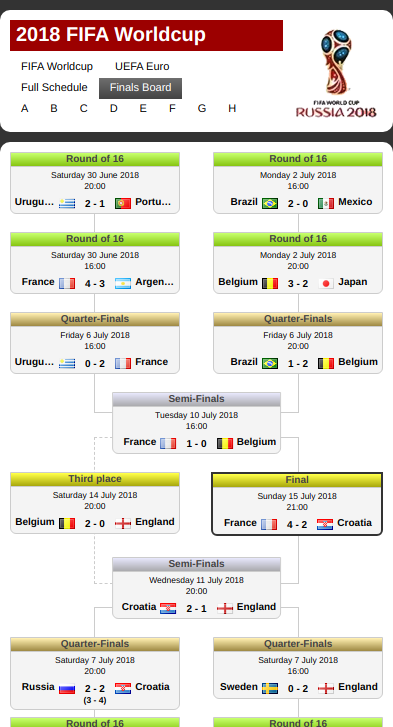 2018 FIFA Worldcup
FIFA Worldcup UEFA Euro
Full Schedule Finals Board
A B C D E F G H
FIFA WORLD CUP
RUSSIA 2018
Round of 16
Saturday 30 June 2018
20:00
Urugu... 2 - 1 Portu...
Round of 16
Monday 2 July 2018
16:00
Brazil 2 - 0 Mexico
Round of 16
Saturday 30 June 2018
16:00
France 4 - 3 Argen...
Round of 16
Monday 2 July 2018
20:00
Belgium 3 - 2 Japan
Quarter-Finals
Friday 6 July 2018
16:00
Urugu... 0 - 2 France
Quarter-Finals
Friday 6 July 2018
20:00
Brazil 1 - 2 Belgium
Semi-Finals
Tuesday 10 July 2018
16:00
France 1 - 0 Belgium
Third place
Saturday 14 July 2018
20:00
Belgium 2 - 0 England
Final
Sunday 15 July 2018
21:00
France 4 - 2 Croatia
Semi-Finals
Wednesday 11 July 2018
20:00
Croatia 2 - 1 England
Quarter-Finals
Saturday 7 July 2018
20:00
Russia 2 - 2 Croatia
(3 - 4)
Quarter-Finals
Saturday 7 July 2018
16:00
Sweden 0 - 2 England
Round of 16
Round of 16